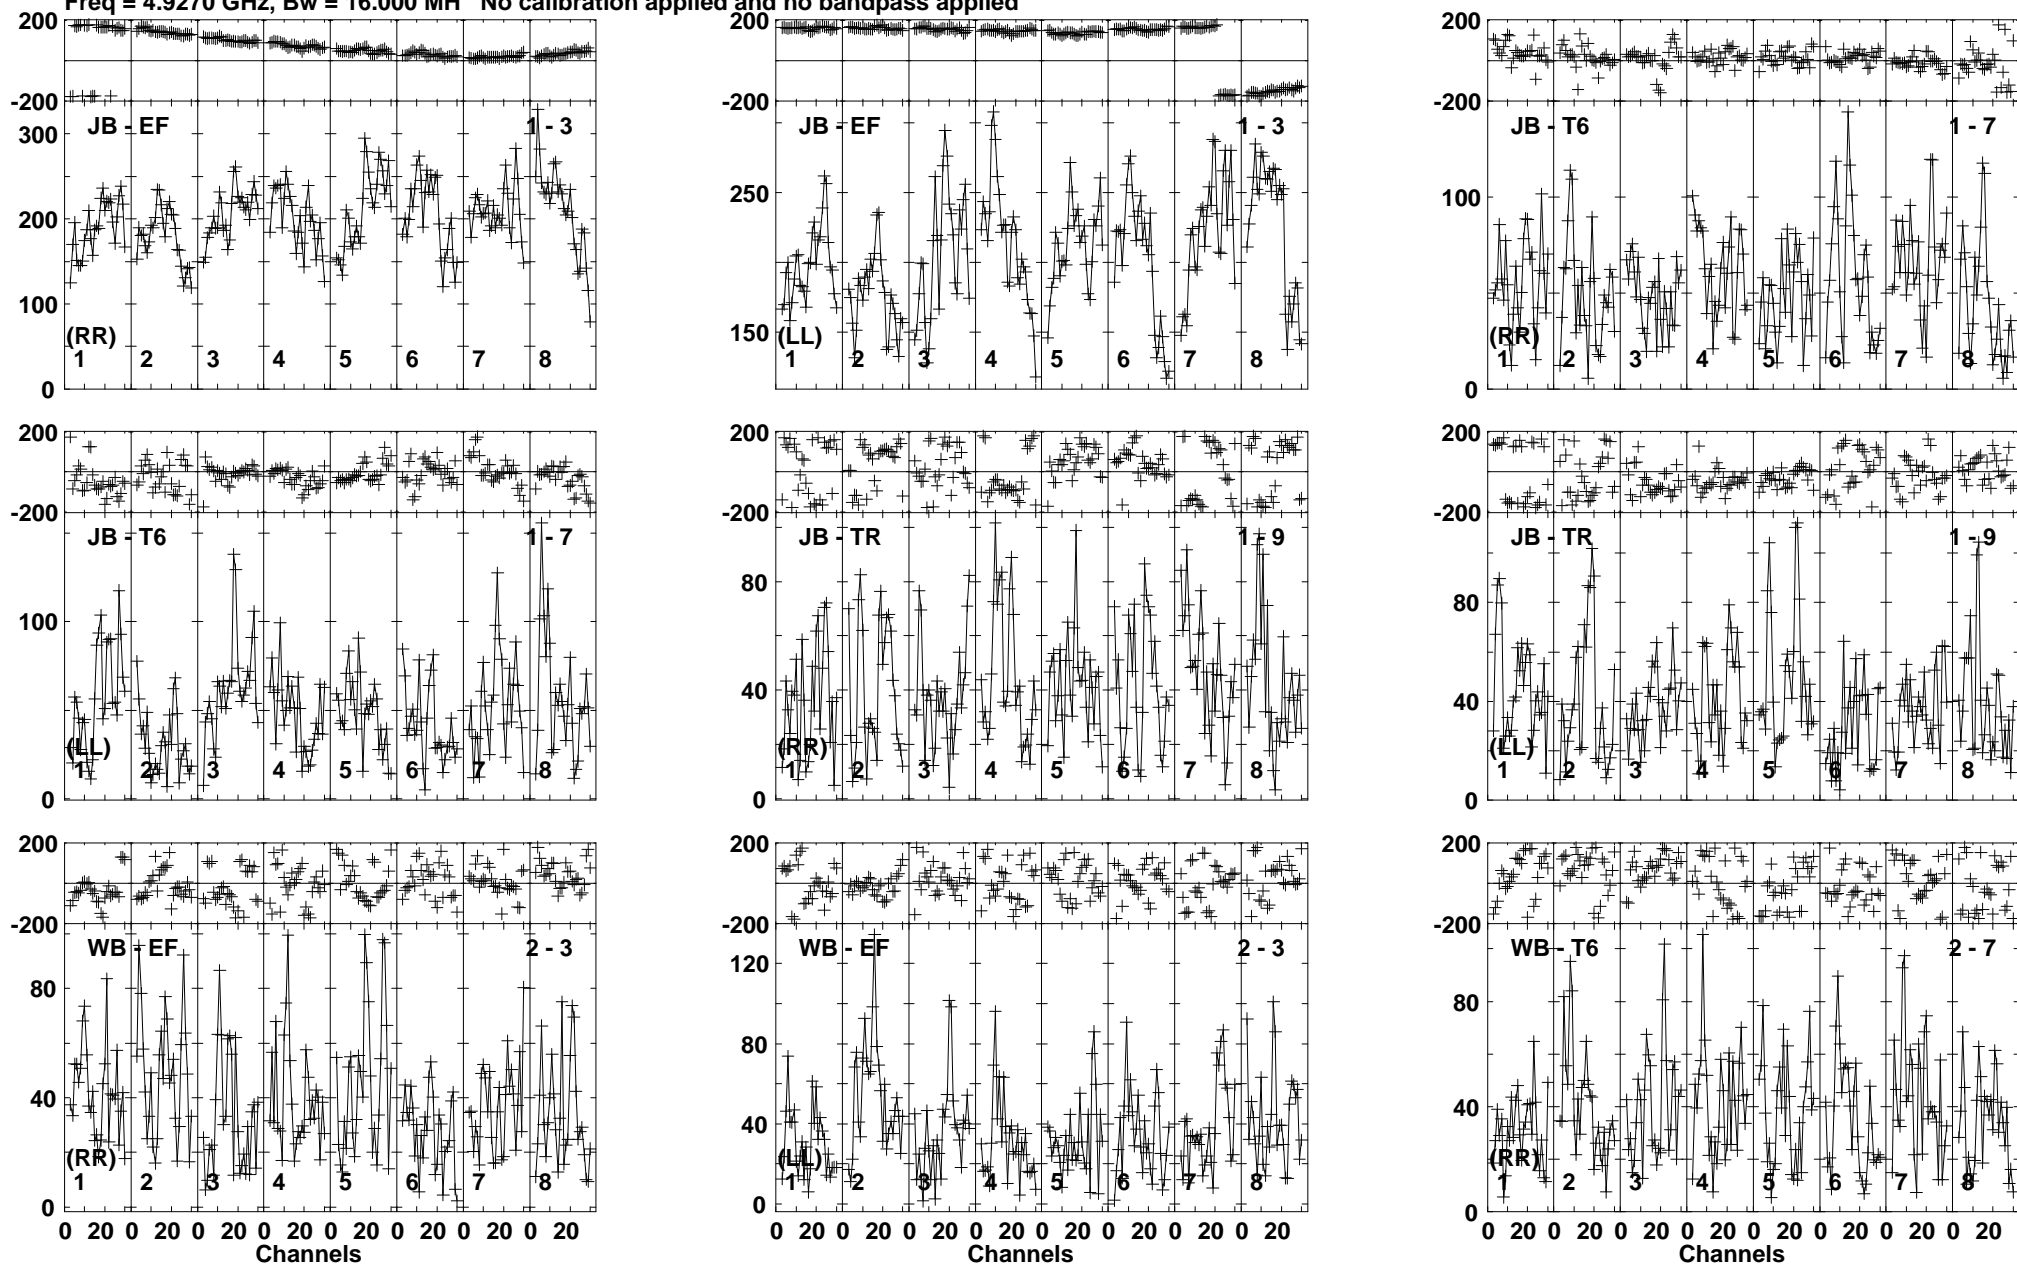 Freq = 4.9270 GHz, Bw = 16.000 MH No calibration applied and no bandpass applied
200 200 200
-200 -200 -200
JB - EF 1 - 3 JB - EF 1 - 3 JB - T6 1 - 7
300
250
200
100
100
150
(RR) (LL) (RR)
1 2 3 4 5 6 7 8 1 2 3 4 5 6 7 8 1 2 3 4 5 6 7 8
0 0
200 200 200
-200 -200 -200
JB - T6 1 - 7 JB - TR 1 - 9 JB - TR 1 - 9
100 80 80
40 40
(LL) (RR) (LL)
1 2 3 4 5 6 7 8 1 2 3 4 5 6 7 8 1 2 3 4 5 6 7 8
0 0 0
200 200 200
-200 -200 -200
WB - EF 2 - 3 WB - EF 2 - 3 WB - T6 2 - 7
120
80 80 80
40 40 40
(RR) (LL) (RR)
1 2 3 4 5 6 7 8 1 2 3 4 5 6 7 8 1 2 3 4 5 6 7 8
0 0 0
0 20 0 20 0 20 0 20 0 20 0 20 0 20 0 20 0 20 0 20 0 20 0 20 0 20 0 20 0 20 0 20 0 20 0 20 0 20 0 20 0 20 0 20 0 20 0 20
Channels Channels Channels